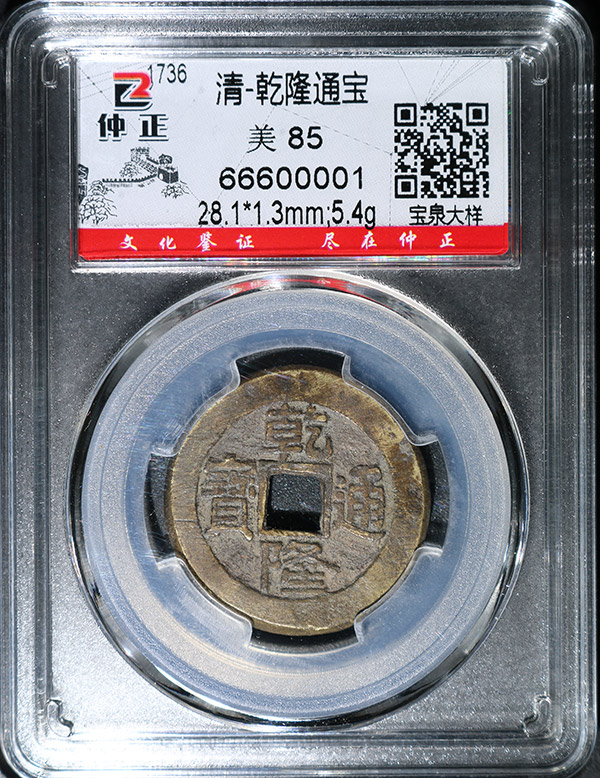 1736
仲正
清-乾隆通宝
美 85
66600001
28.1*1.3mm;5.4g
宝泉大样
文化鉴证 尽在仲正
乾
寶 通
隆